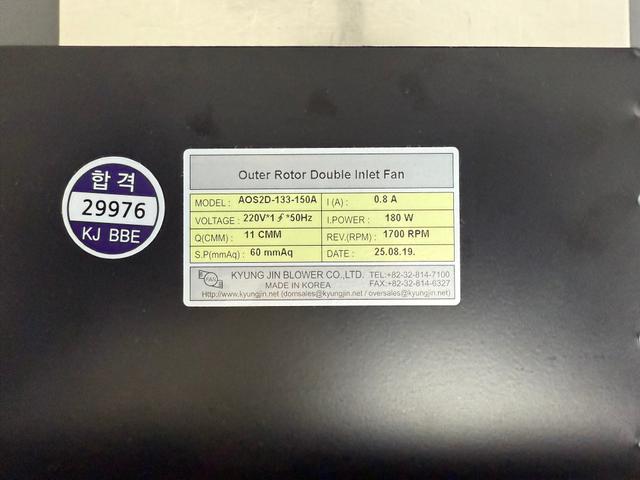 합격
29976
KJ BBE
Outer Rotor Double Inlet Fan
MODEL : AOS2D-133-150A I (A) : 0.8 A
VOLTAGE : 220V*1∮*50Hz I.POWER : 180 W
Q(CMM) : 11 CMM REV.(RPM) : 1700 RPM
S.P(mmAq) : 60 mmAq DATE : 25.08.19.
FAN KYUNG JIN BLOWER CO.,LTD. TEL:+82-32-814-7100
MADE IN KOREA FAX:+82-32-814-6327
Http://www.kyungjin.net (domsales@kyungjin.net / oversales@kyungjin.net)